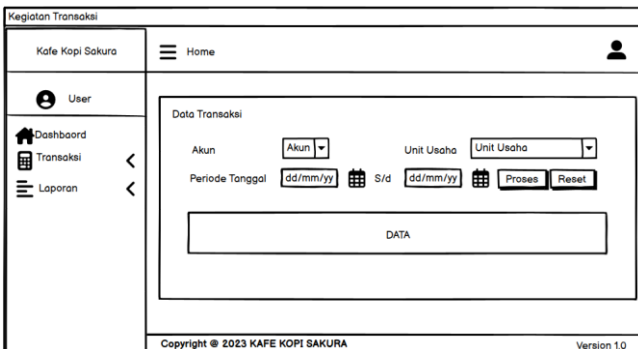 Kegiatan Transaksi
Kafe Kopi Sakura
Home
User
Dashbaord
Transaksi
Laporan
Data Transaksi
Akun Akun Unit Usaha Unit Usaha
Periode Tanggal dd/mm/yy S/d dd/mm/yy Proses Reset
DATA
Copyright @ 2023 KAFE KOPI SAKURA Version 1.0